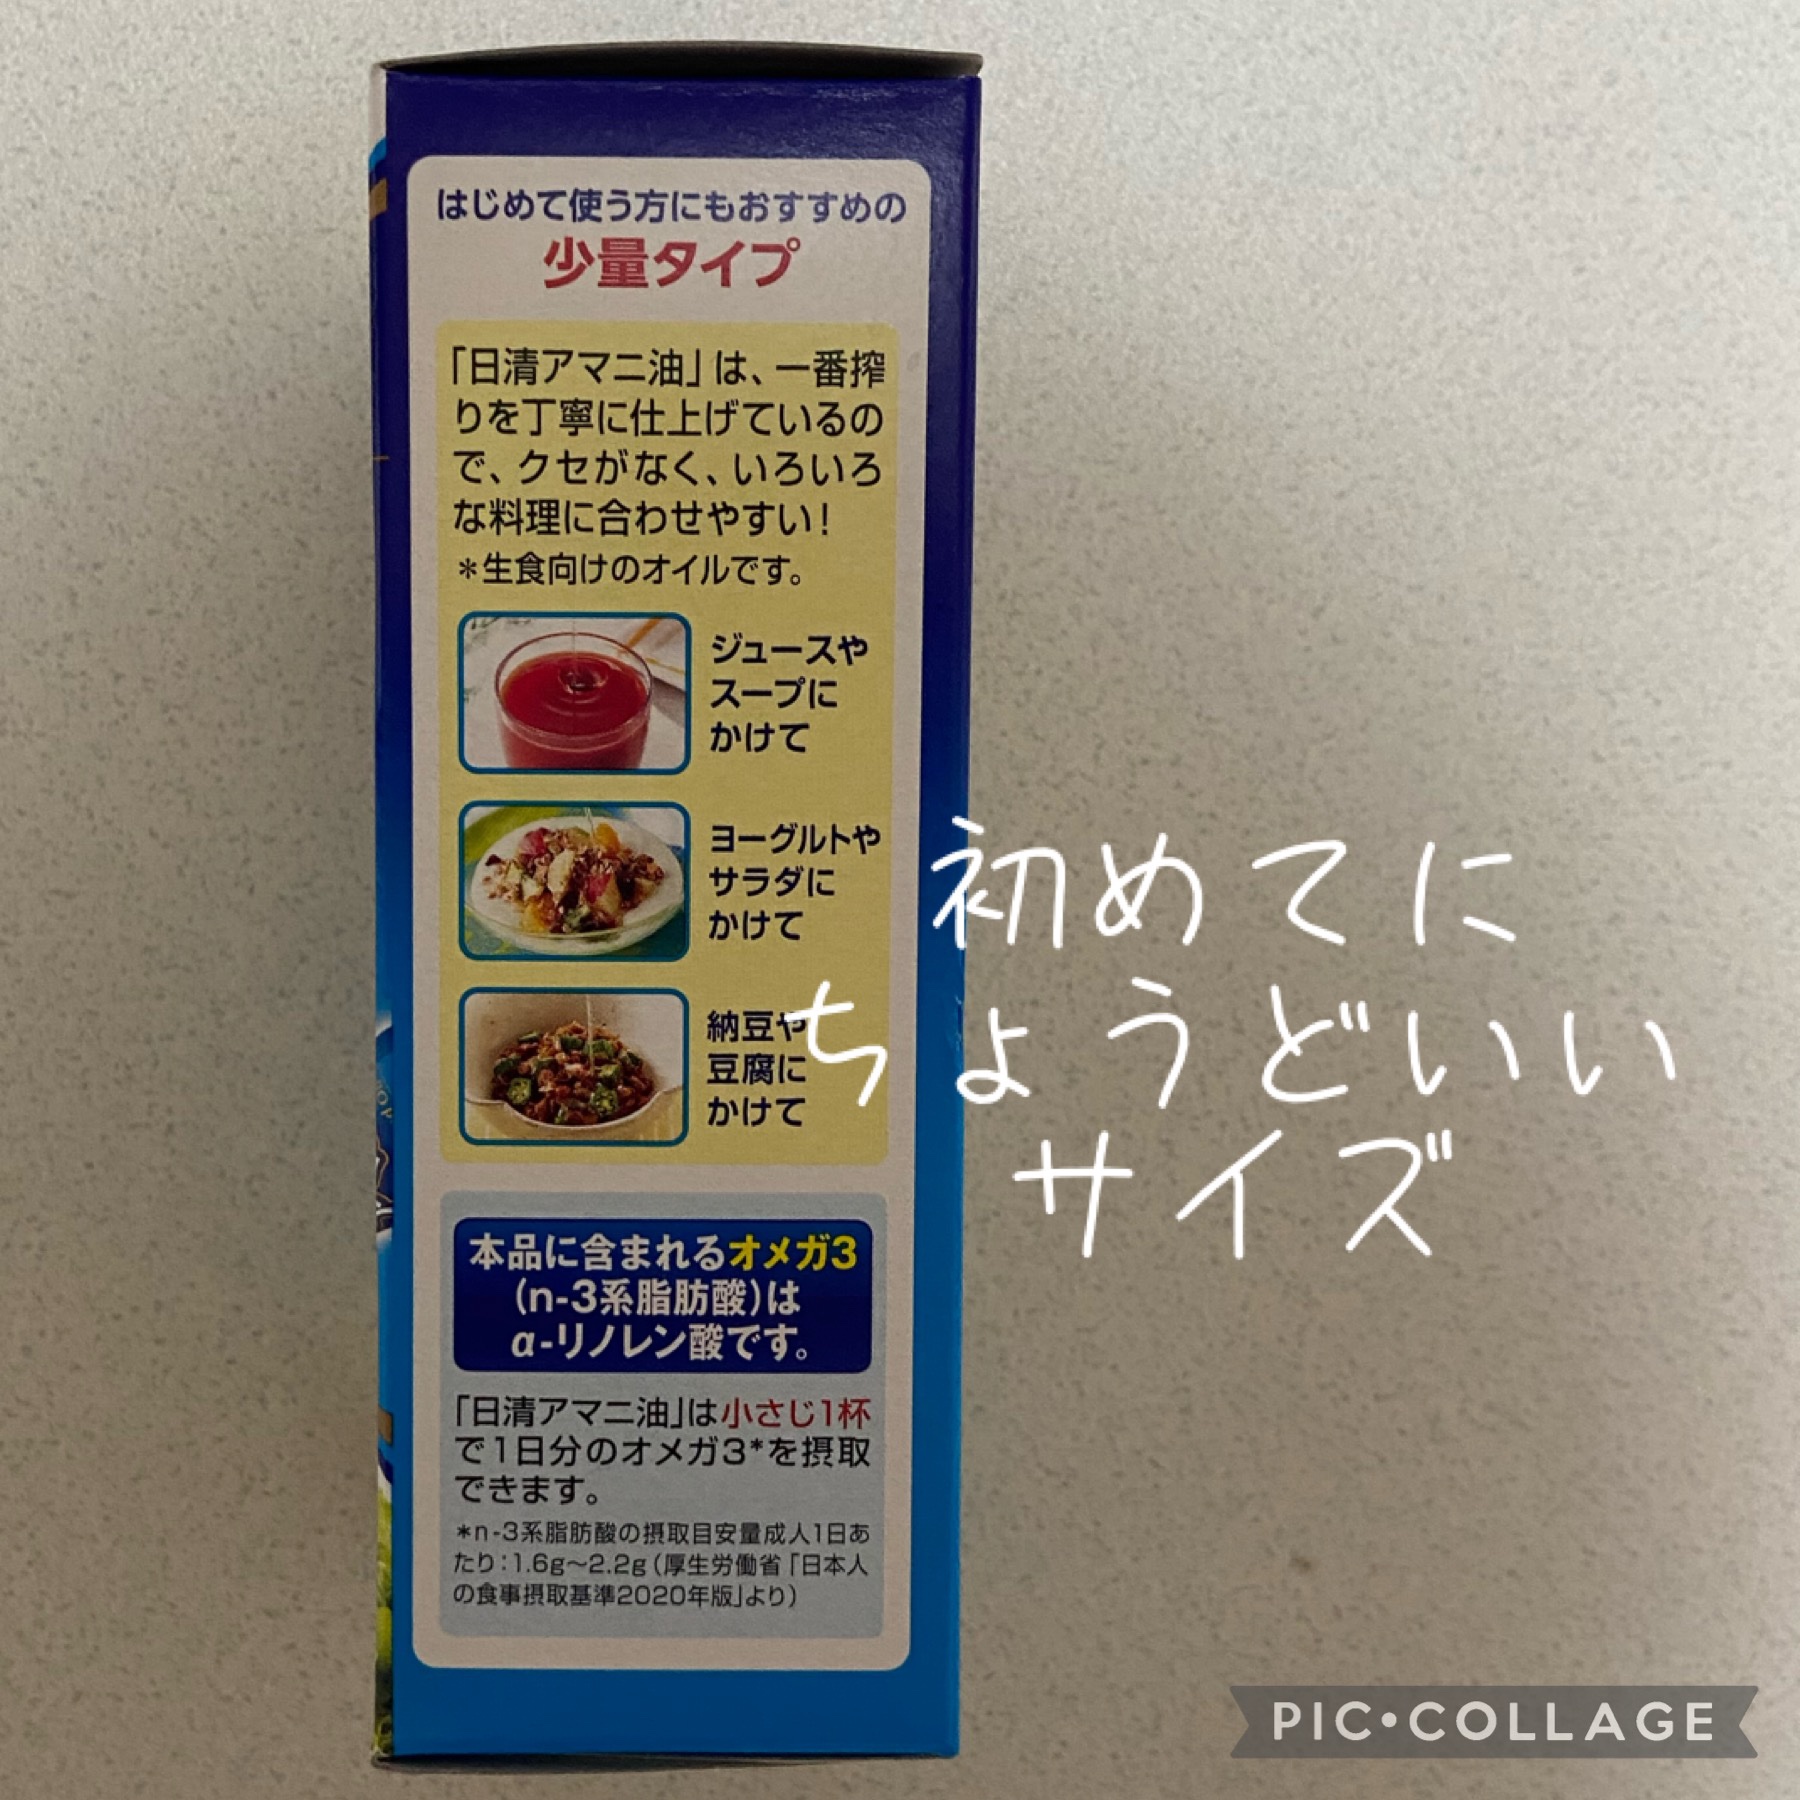 はじめて使う方にもおすすめの
少量タイプ
「日清アマニ油」は、一番搾
りを丁寧に仕上げているの
で、クセがなく、いろいろ
な料理に合わせやすい！
＊生食向けのオイルです。
ジュースや
スープに
かけて
ヨーグルトや
サラダに
かけて
納豆や
豆腐に
かけて
初めてに
ちょうどいい
サイズ
本品に含まれるオメガ3
（n-3系脂肪酸）は
α-リノレン酸です。
「日清アマニ油」は小さじ1杯
で1日分のオメガ3*を摂取
できます。
*n-3系脂肪酸の摂取目安量成人1日あ
たり：1.6g～2.2g（厚生労働省「日本人
の食事摂取基準2020年版」より）
PIC•COLLAGE